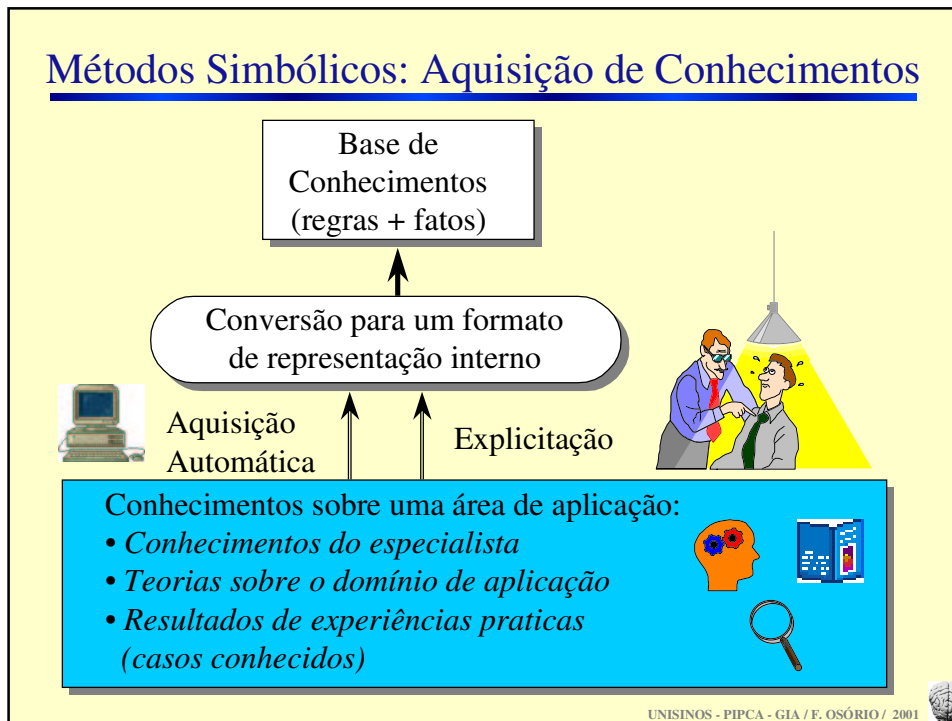 Métodos Simbólicos: Aquisição de Conhecimentos
Base de
Conhecimentos
(regras + fatos)
Conversão para um formato
de representação interno
Aquisição
Automática
Explicitação
Conhecimentos sobre uma área de aplicação:
• Conhecimentos do especialista
• Teorias sobre o domínio de aplicação
• Resultados de experiências praticas
(casos conhecidos)
UNISINOS - PIPCA - GIA / F. OSÓRIO / 2001